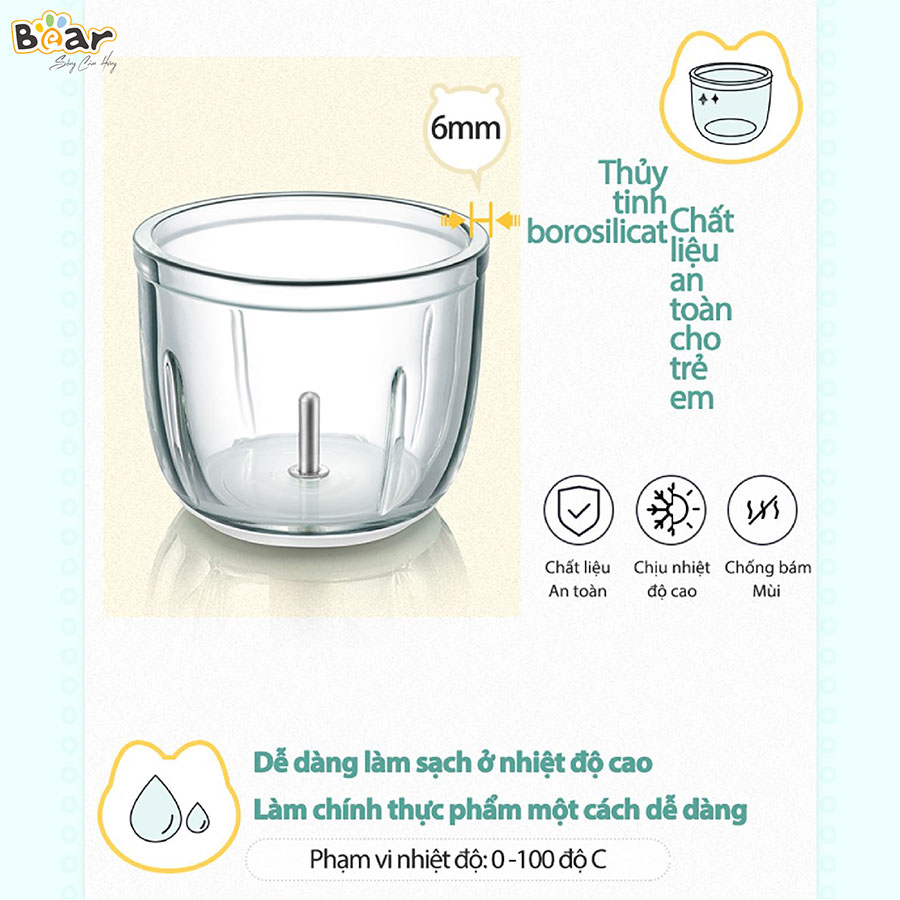 Bear
Sống Cảm Hứng
6mm
Thủy
tinh
borosilicat
Chất
liệu
an
toàn
cho
trẻ
em
Chất liệu
An toàn
Chịu nhiệt
độ cao
Chống bám
Mùi
Dễ dàng làm sạch ở nhiệt độ cao
Làm chính thực phẩm một cách dễ dàng
Phạm vi nhiệt độ: 0 -100 độ C